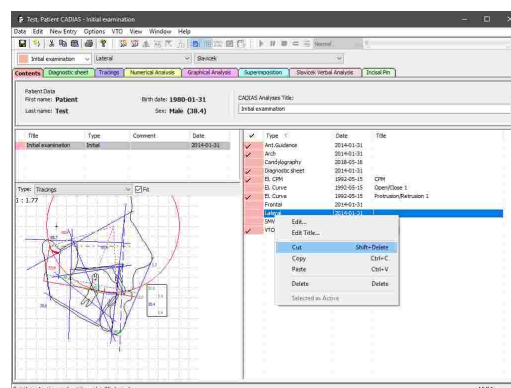 Test, Patient CADIAS - Initial examination
Data Edit New Entry Options VTO View Window Help
Normal
Initial examination Lateral Slavicek
Contents Diagnostic sheet Tracings Numerical Analysis Graphical Analysis Superimposition Slavicek Verbal Analysis Incisal Pin
Patient Data
First name: Patient Birth date: 1980-01-31
Last name: Test Sex: Male (38.4)
CADIAS Analyses Title:
Initial examination
Title Type Comment Date
Initial examination Initial 2014-01-31
Type: Tracings Fit
1 : 1.77
Type Date Title
Ant.Guidance 2014-01-31
Arch 2014-01-31
Condylography 2018-05-16
Diagnostic sheet 2014-01-31
El. CPM 1992-05-15 CPM
El. Curve 1992-05-15 Open/Close 1
El. Curve 1992-05-15 Protrusion/Retrusion 1
Frontal 2014-01-31
Lateral 2014-01-31
SMV
VTO
Edit...
Edit Title...
Cut Shift+Delete
Copy Ctrl+C
Paste Ctrl+V
Delete Delete
Selected as Active